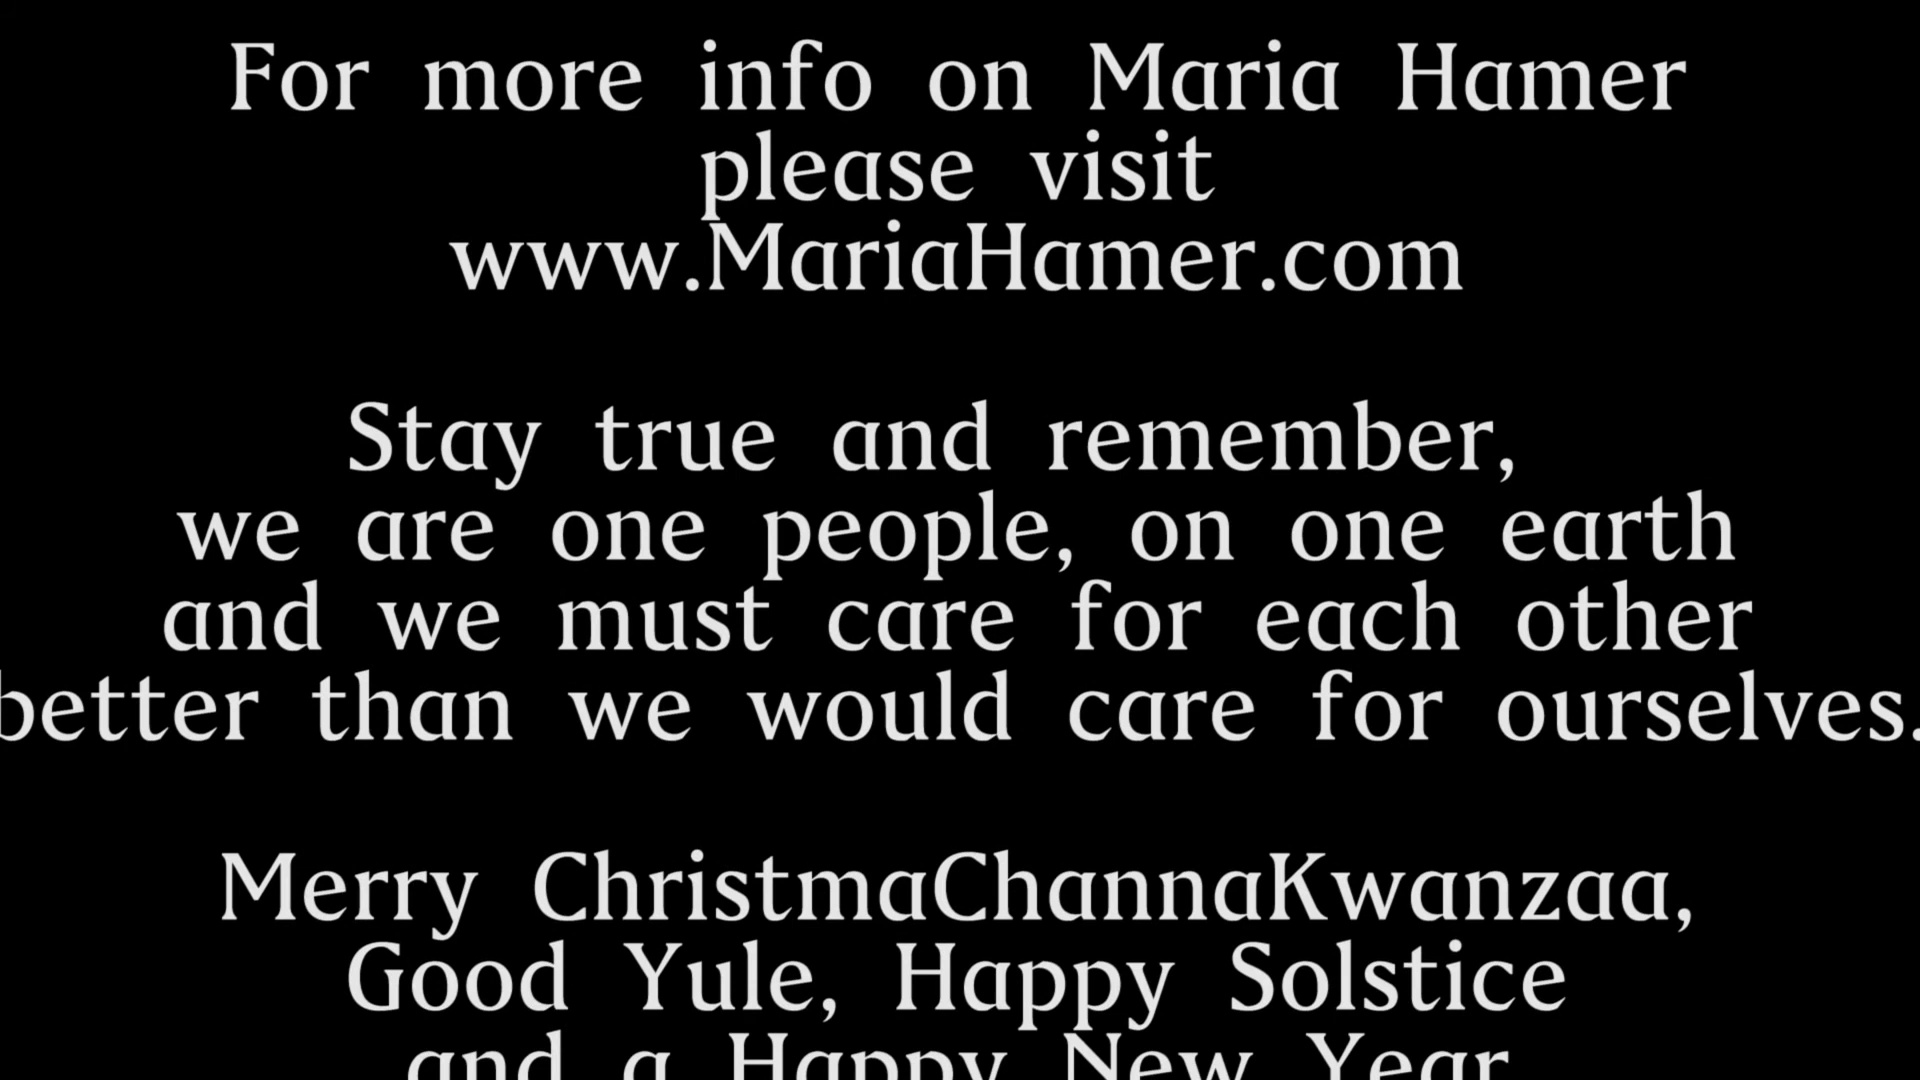 For more info on Maria Hamer
please visit
www.MariaHamer.com
Stay true and remember,
we are one people, on one earth
and we must care for each other
better than we would care for ourselves.
Merry ChristmaChannaKwanzaa,
Good Yule, Happy Solstice
and a Happy New Year